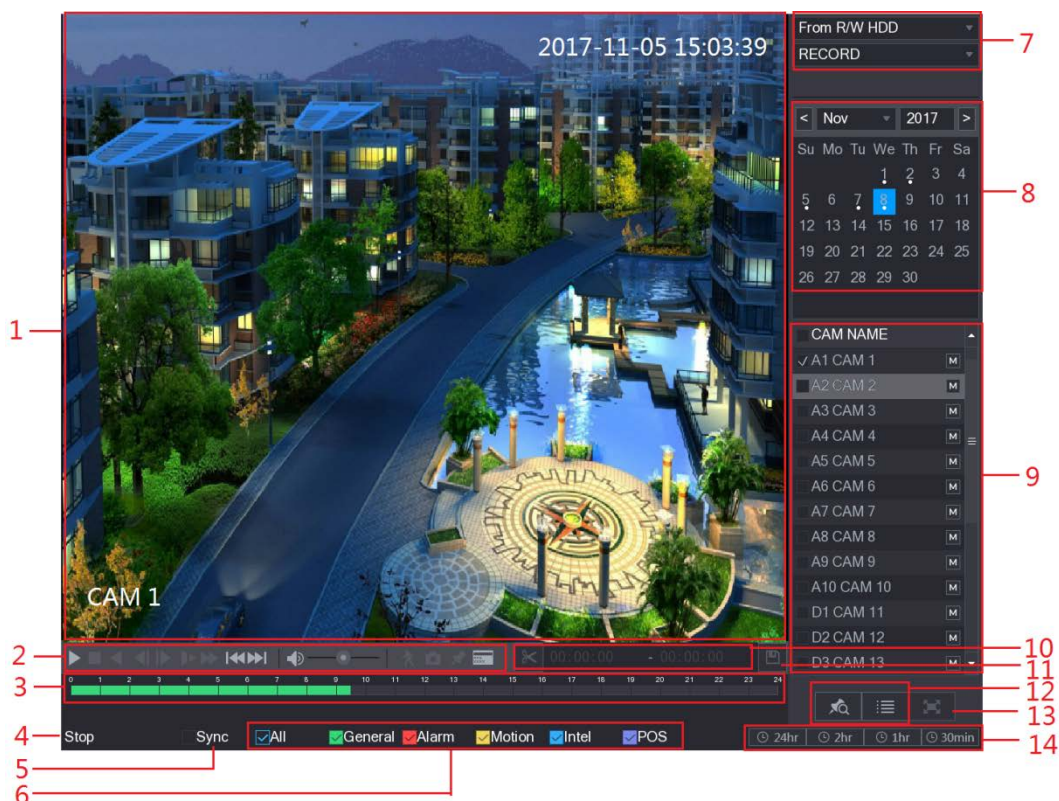 2017-11-05 15:03:39
CAM 1
From R/W HDD
RECORD
7
< Nov 2017 >
Su Mo Tu We Th Fr Sa
1 2 3 4
5 6 7 8 9 10 11
12 13 14 15 16 17 18
19 20 21 22 23 24 25
26 27 28 29 30
8
1
CAM NAME
A1 CAM 1 M
A2 CAM 2 M
A3 CAM 3 M
A4 CAM 4 M
A5 CAM 5 M
A6 CAM 6 M
A7 CAM 7 M
A8 CAM 8 M
A9 CAM 9 M
A10 CAM 10 M
D1 CAM 11 M
D2 CAM 12 M
D3 CAM 13 M
9
2
00:00:00 - 00:00:00
10
11
3
0 1 2 3 4 5 6 7 8 9 10 11 12 13 14 15 16 17 18 19 20 21 22 23 24
12
13
4
Stop Sync All General Alarm Motion Intel POS
24hr 2hr 1hr 30min
14
5
6